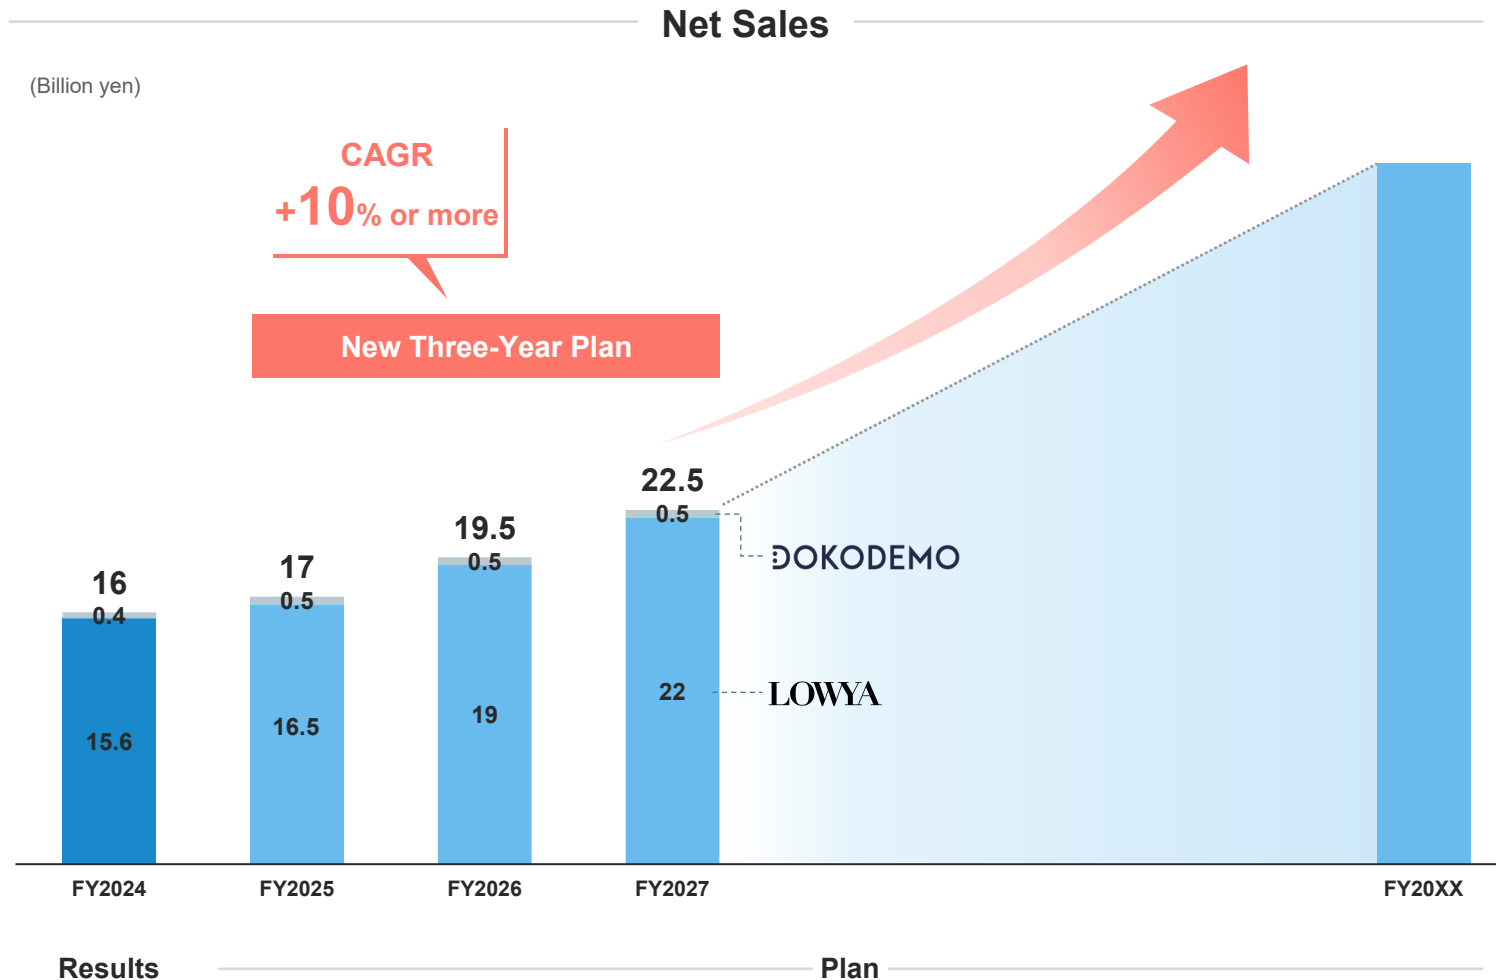 Net Sales
(Billion yen)
CAGR
+10% or more
New Three-Year Plan
16
0.4
15.6
17
0.5
16.5
19.5
0.5
19
22.5
0.5
22
DOKODEMO
LOWYA
FY2024
FY2025
FY2026
FY2027
FY20XX
Results
Plan